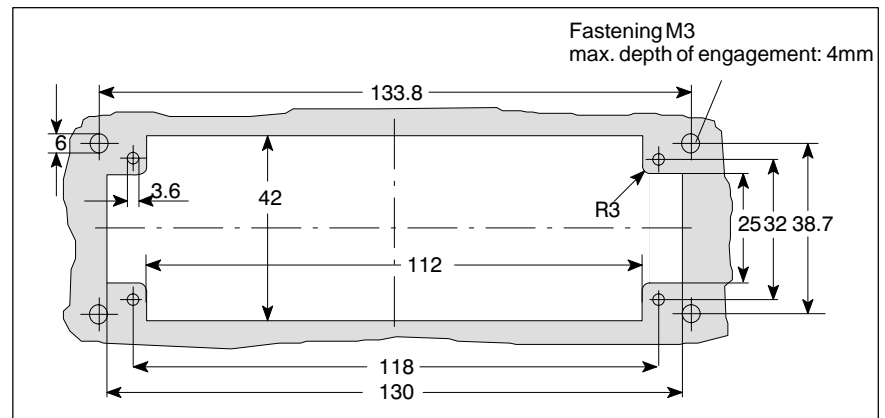 Fastening M3
max. depth of engagement: 4mm
133.8
6
3.6
42
R3
25 32 38.7
112
118
130